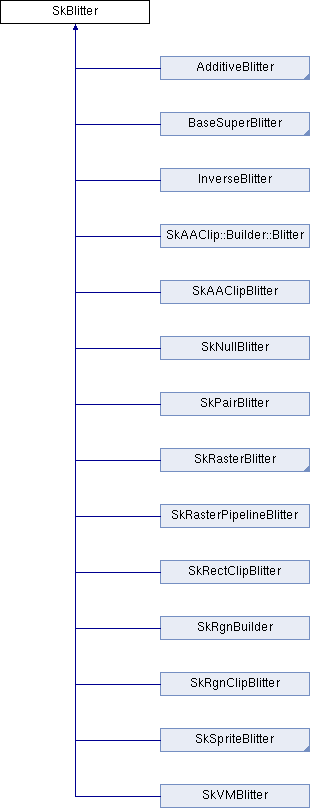 SkBlitter
AdditiveBlitter
BaseSuperBlitter
InverseBlitter
SkAAClip::Builder::Blitter
SkAAClipBlitter
SkNullBlitter
SkPairBlitter
SkRasterBlitter
SkRasterPipelineBlitter
SkRectClipBlitter
SkRgnBuilder
SkRgnClipBlitter
SkSpriteBlitter
SkVMBlitter